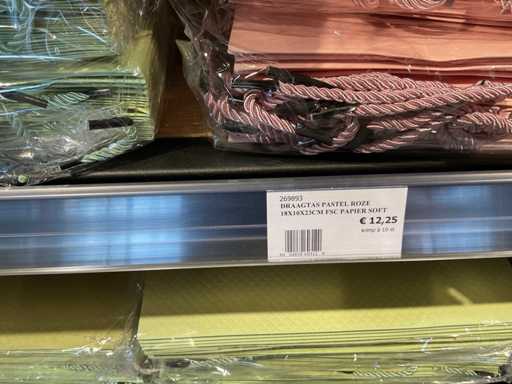 269893
DRAAGTAS PASTEL ROZE
18X10X23CM FSC PAPIER SOFT
€ 12,25